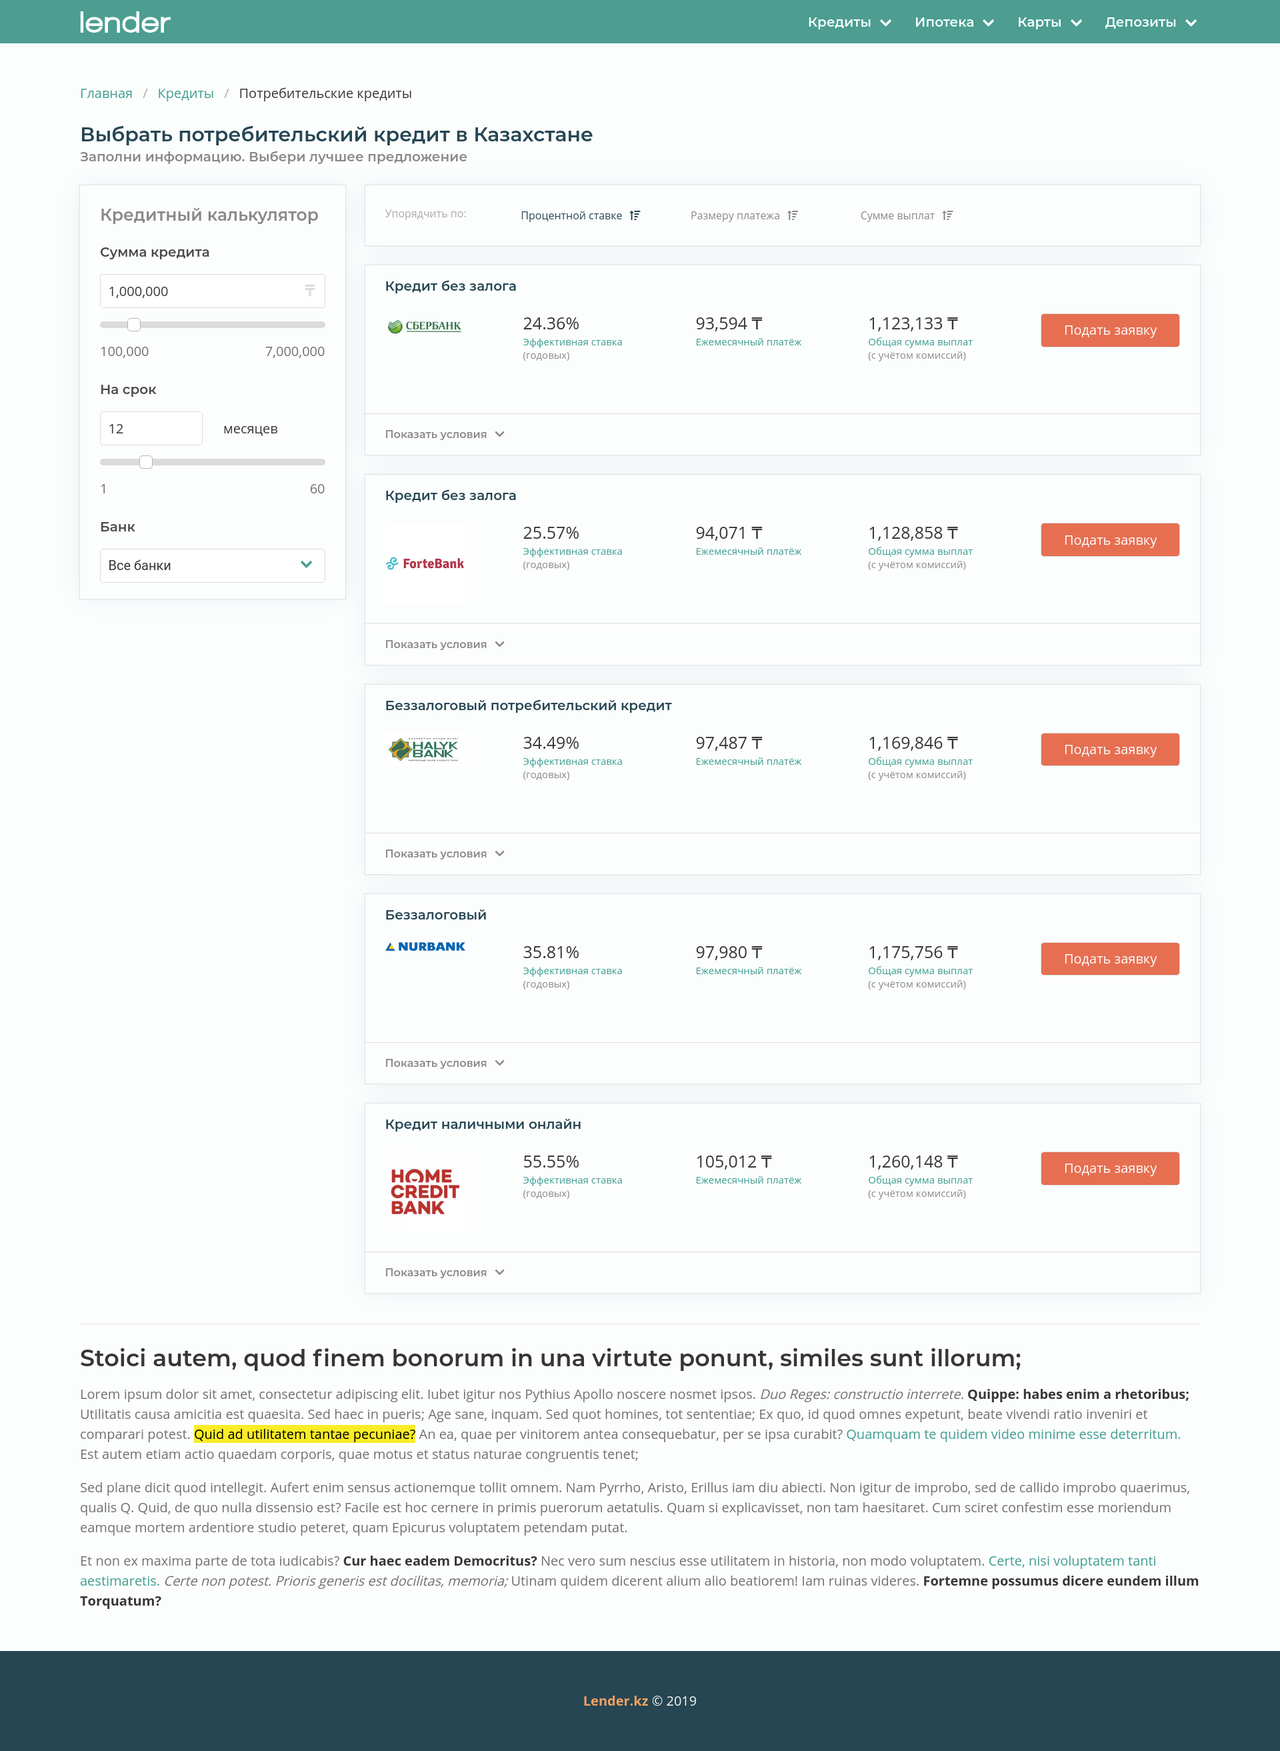 lender
Кредиты Ипотека Карты Депозиты
Главная / Кредиты / Потребительские кредиты
Выбрать потребительский кредит в Казахстане
Заполни информацию. Выбери лучшее предложение
Кредитный калькулятор
Сумма кредита
1,000,000 ₸
100,000 7,000,000
На срок
12 месяцев
1 60
Банк
Все банки
Упорядчить по: Процентной ставке Размеру платежа Сумме выплат
Кредит без залога
СБЕРБАНК
24.36% 93,594 ₸ 1,123,133 ₸ Подать заявку
Эффективная ставка Ежемесячный платёж Общая сумма выплат
(годовых) (с учётом комиссий)
Показать условия
Кредит без залога
ForteBank
25.57% 94,071 ₸ 1,128,858 ₸ Подать заявку
Эффективная ставка Ежемесячный платёж Общая сумма выплат
(годовых) (с учётом комиссий)
Показать условия
Беззалоговый потребительский кредит
HALYK
BANK
34.49% 97,487 ₸ 1,169,846 ₸ Подать заявку
Эффективная ставка Ежемесячный платёж Общая сумма выплат
(годовых) (с учётом комиссий)
Показать условия
Беззалоговый
NURBANK
35.81% 97,980 ₸ 1,175,756 ₸ Подать заявку
Эффективная ставка Ежемесячный платёж Общая сумма выплат
(годовых) (с учётом комиссий)
Показать условия
Кредит наличными онлайн
HOME
CREDIT
BANK
55.55% 105,012 ₸ 1,260,148 ₸ Подать заявку
Эффективная ставка Ежемесячный платёж Общая сумма выплат
(годовых) (с учётом комиссий)
Показать условия
Stoici autem, quod finem bonorum in una virtute ponunt, similes sunt illorum;
Lorem ipsum dolor sit amet, consectetur adipiscing elit. Iubet igitur nos Pythius Apollo noscere nosmet ipsos. Duo Reges: constructio interrete. Quippe: habes enim a rhetoribus;
Utilitatis causa amicitia est quaesita. Sed haec in pueris; Age sane, inquam. Sed quot homines, tot sententiae; Ex quo, id quod omnes expetunt, beate vivendi ratio inveniri et
comparari potest. Quid ad utilitatem tantae pecuniae? An ea, quae per vinitorem antea consequebatur, per se ipsa curabit? Quamquam te quidem video minime esse deterritum.
Est autem etiam actio quaedam corporis, quae motus et status naturae congruentis tenet;
Sed plane dicit quod intellegit. Aufert enim sensus actionemque tollit omnem. Nam Pyrrho, Aristo, Erillus iam diu abiecti. Non igitur de improbo, sed de callido improbo quaerimus,
qualis Q. Quid, de quo nulla dissensio est? Facile est hoc cernere in primis puerorum aetatulis. Quam si explicavisset, non tam haesitaret. Cum sciret confestim esse moriendum
eamque mortem ardentiore studio peteret, quam Epicurus voluptatem petendam putat.
Et non ex maxima parte de tota iudicabis? Cur haec eadem Democritus? Nec vero sum nescius esse utilitatem in historia, non modo voluptatem. Certe, nisi voluptatem tanti
aestimaretis. Certe non potest. Prioris generis est docilitas, memoria; Utinam quidem dicerent alium alio beatiorem! Iam ruinas videres. Fortemne possumus dicere eundem illum
Torquatum?
Lender.kz © 2019